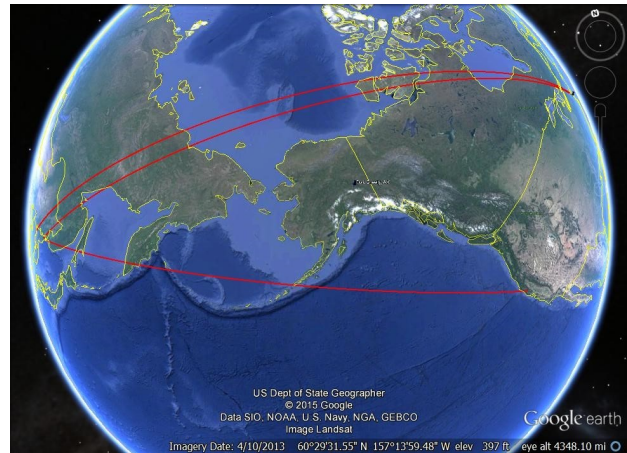 N
US Dept of State Geographer
© 2015 Google
Data SIO, NOAA, U.S. Navy, NGA, GEBCO
Image Landsat
Google earth
Imagery Date: 4/10/2013 60°29'31.55" N 157°13'59.48" W elev 397 ft eye alt 4348.10 mi